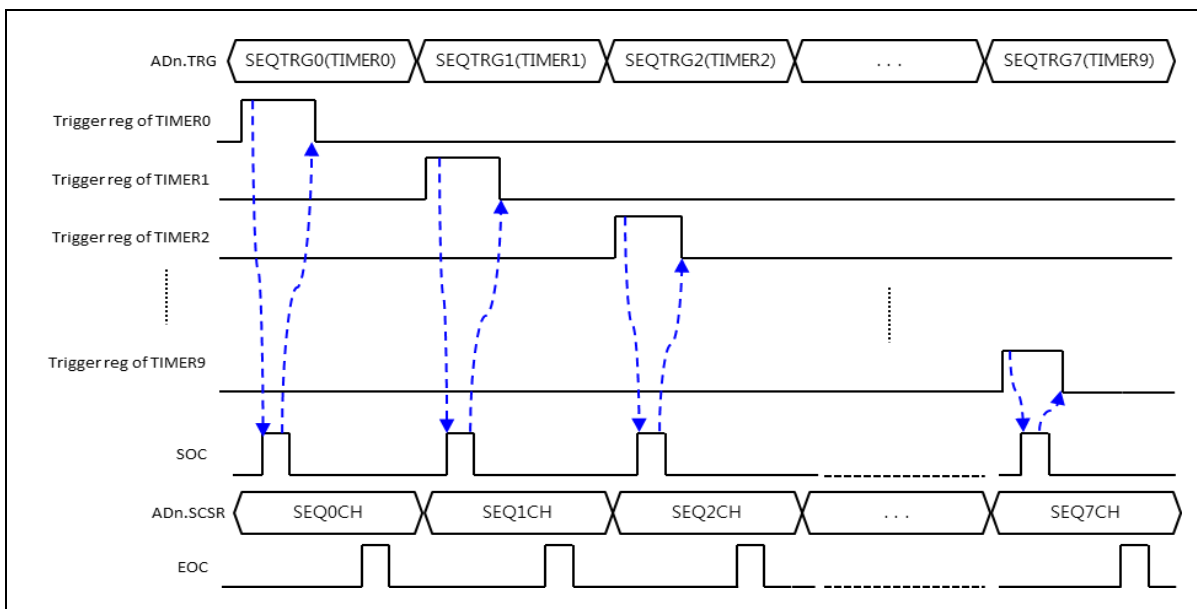 ADn.TRG SEQTRG0(TIMER0) SEQTRG1(TIMER1) SEQTRG2(TIMER2) . . . SEQTRG7(TIMER9)
Trigger reg of TIMER0
Trigger reg of TIMER1
Trigger reg of TIMER2
Trigger reg of TIMER9
SOC
ADn.SCSR SEQ0CH SEQ1CH SEQ2CH . . . SEQ7CH
EOC